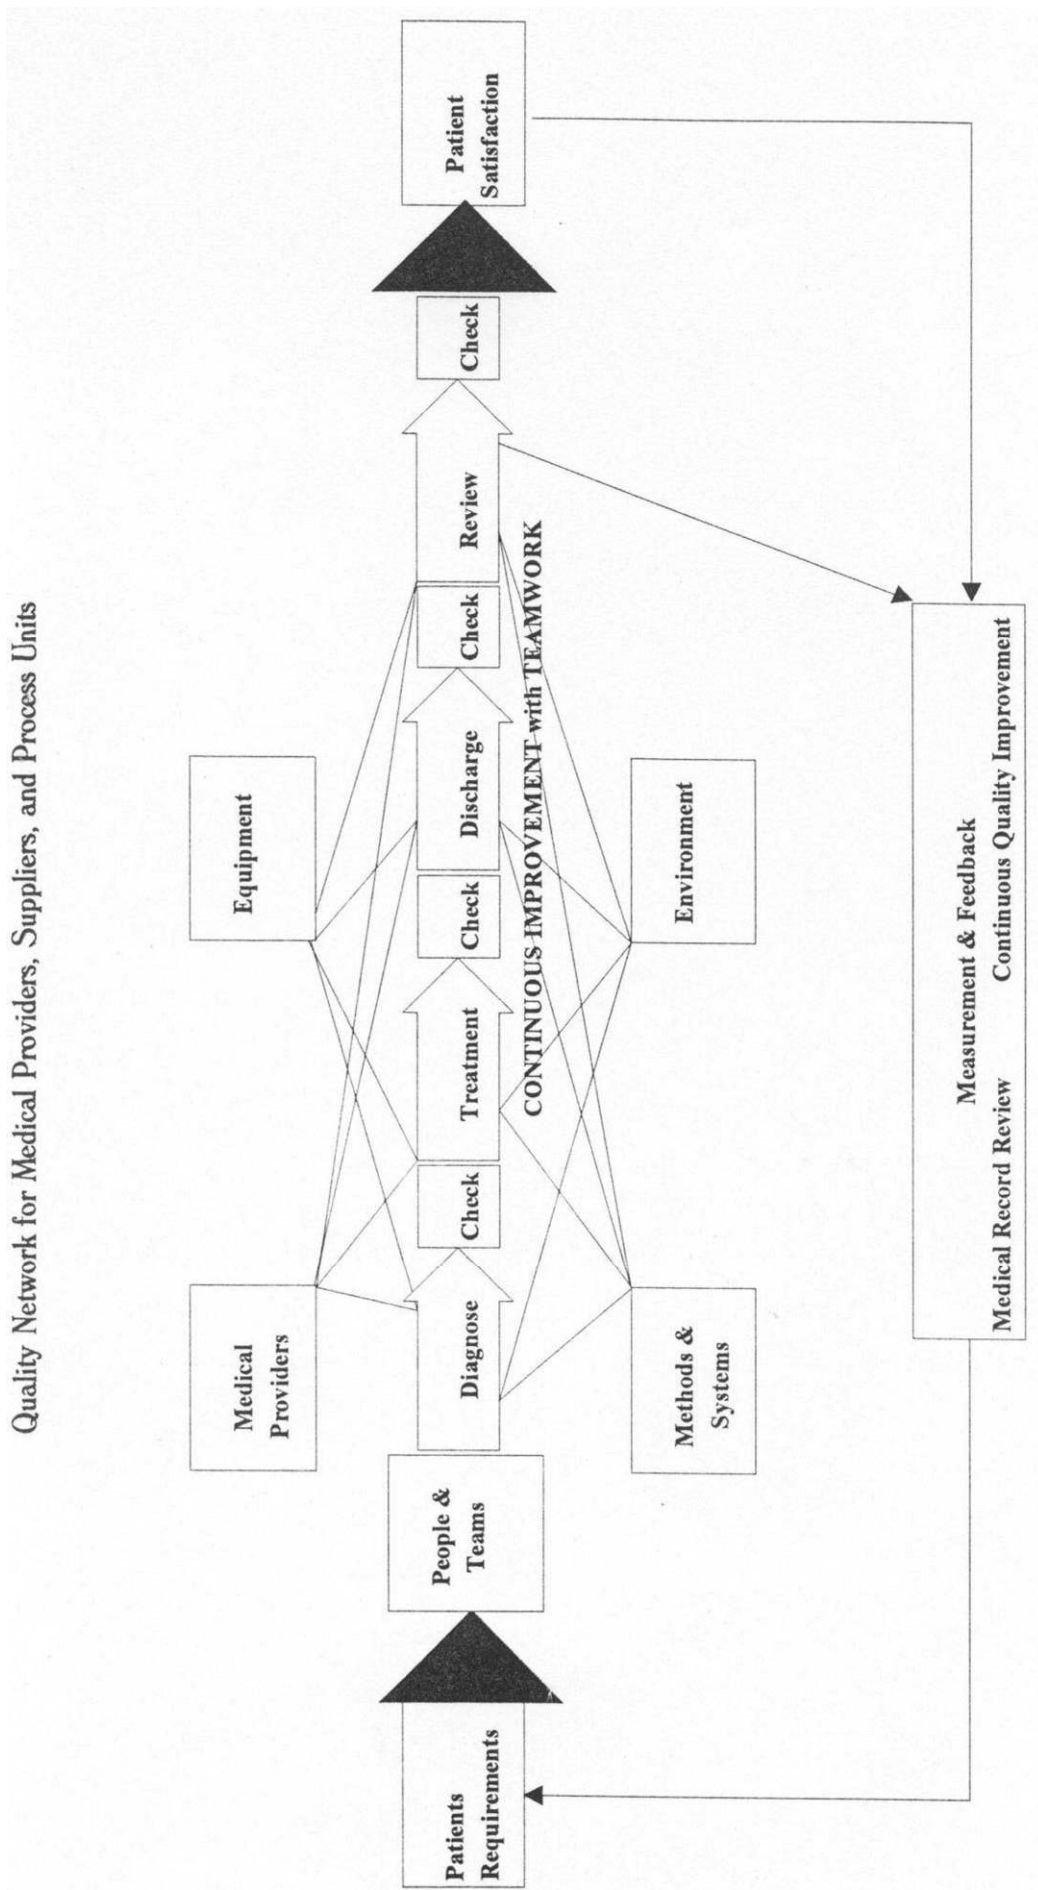 Quality Network for Medical Providers, Suppliers, and Process Units
Medical
Providers
Equipment
Patients
Requirements
People &
Teams
Diagnose
Check
Treatment
Check
Discharge
Check
Review
Check
Patient
Satisfaction
CONTINUOUS IMPROVEMENT with TEAMWORK
Methods &
Systems
Environment
Measurement & Feedback
Medical Record Review Continuous Quality Improvement